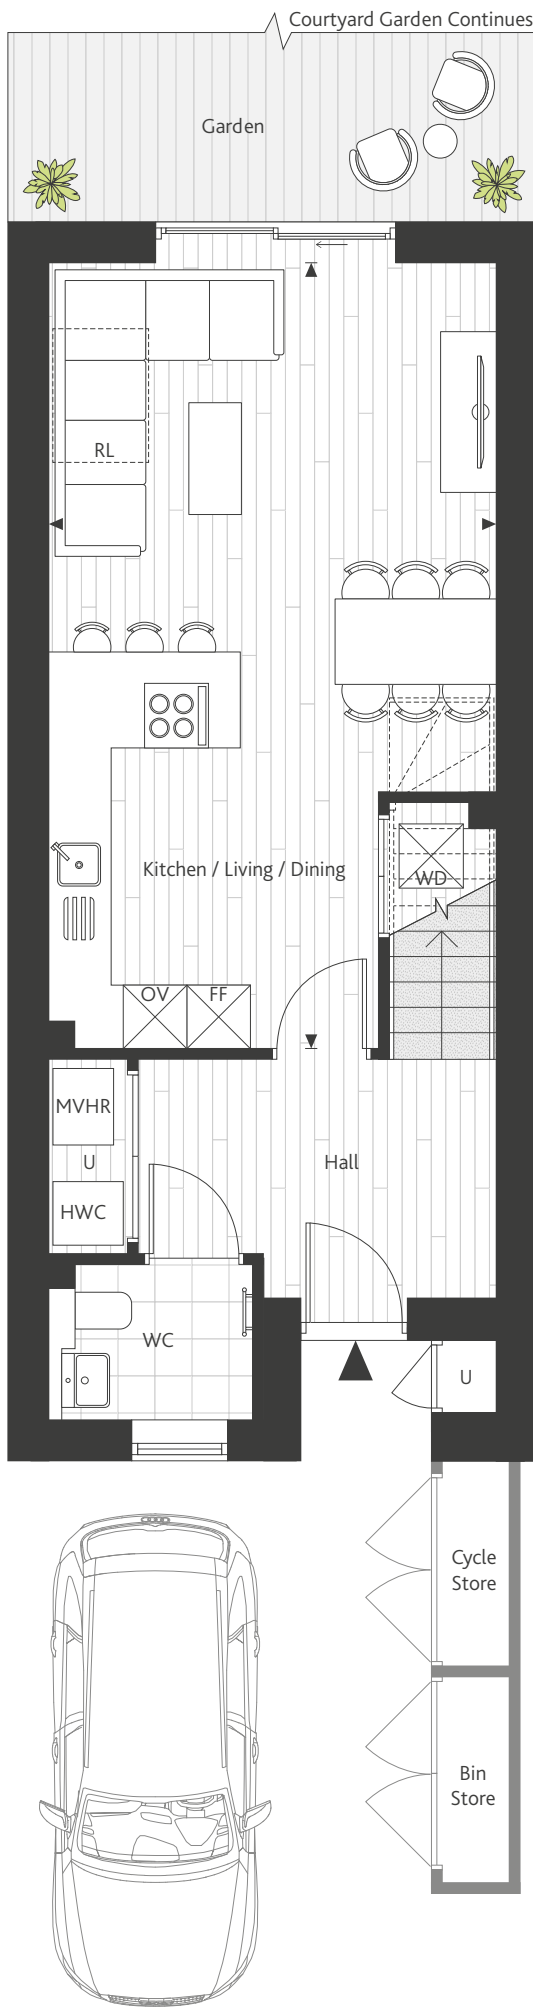 Courtyard Garden Continues
Garden
RL
Kitchen / Living / Dining
WD
OV
FF
MVHR
U
HWC
Hall
WC
U
Cycle
Store
Bin
Store